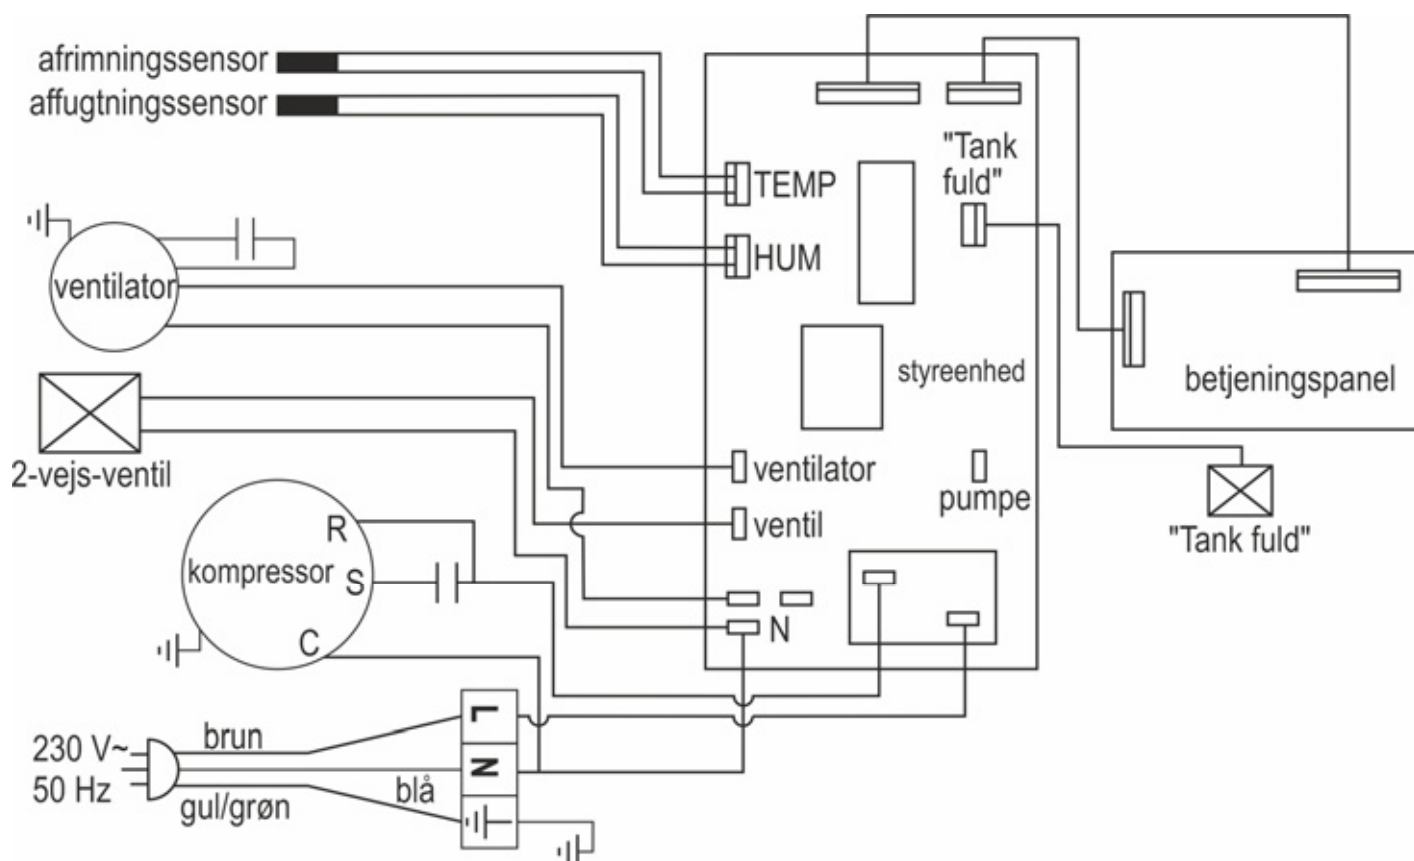 afrimningssensor
affugtningssensor
"Tank
fuld"
TEMP
HUM
ventilator
styreenhed
betjeningspanel
2-vejs-ventil
ventilator
pumpe
ventil
"Tank fuld"
R
kompressor
S
C
N
L
brun
230 V~
N
50 Hz
blå
gul/grøn